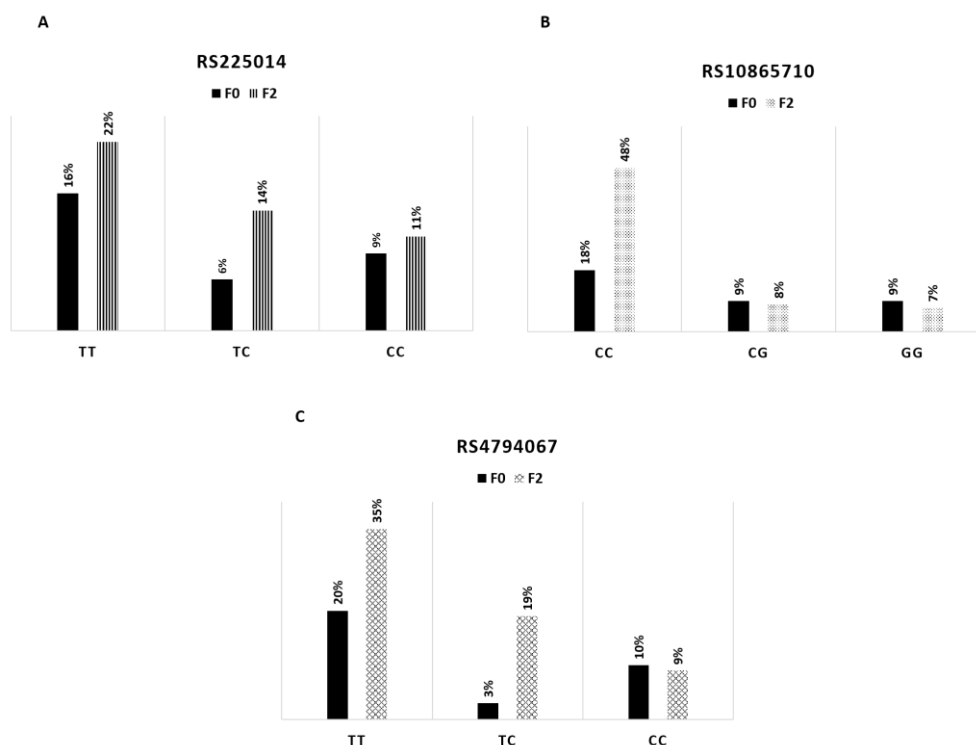 A
RS225014
F0 F2
16%
22%
6%
14%
9%
11%
TT TC CC
B
RS10865710
F0 F2
18%
48%
9%
8%
9%
7%
CC CG GG
C
RS4794067
F0 F2
20%
35%
3%
19%
10%
9%
TT TC CC